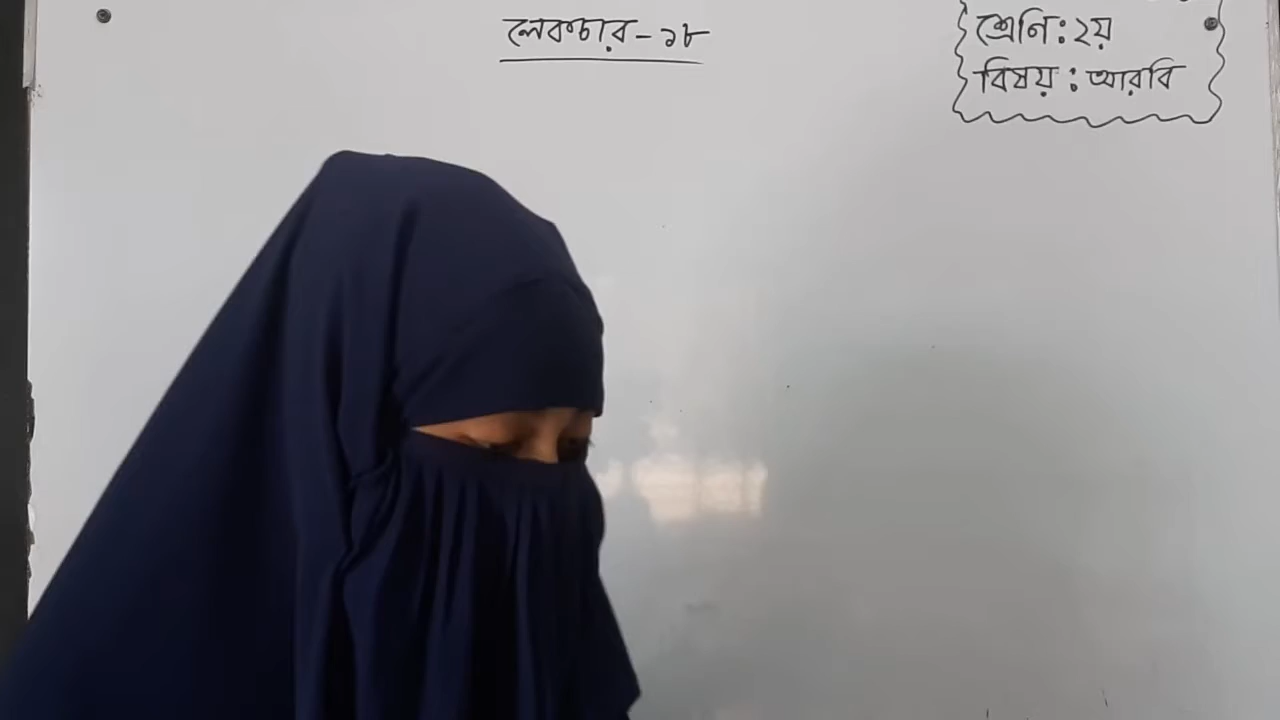 লেকচার - ১৮
শ্রেণি : ২য়
বিষয় : আরবি